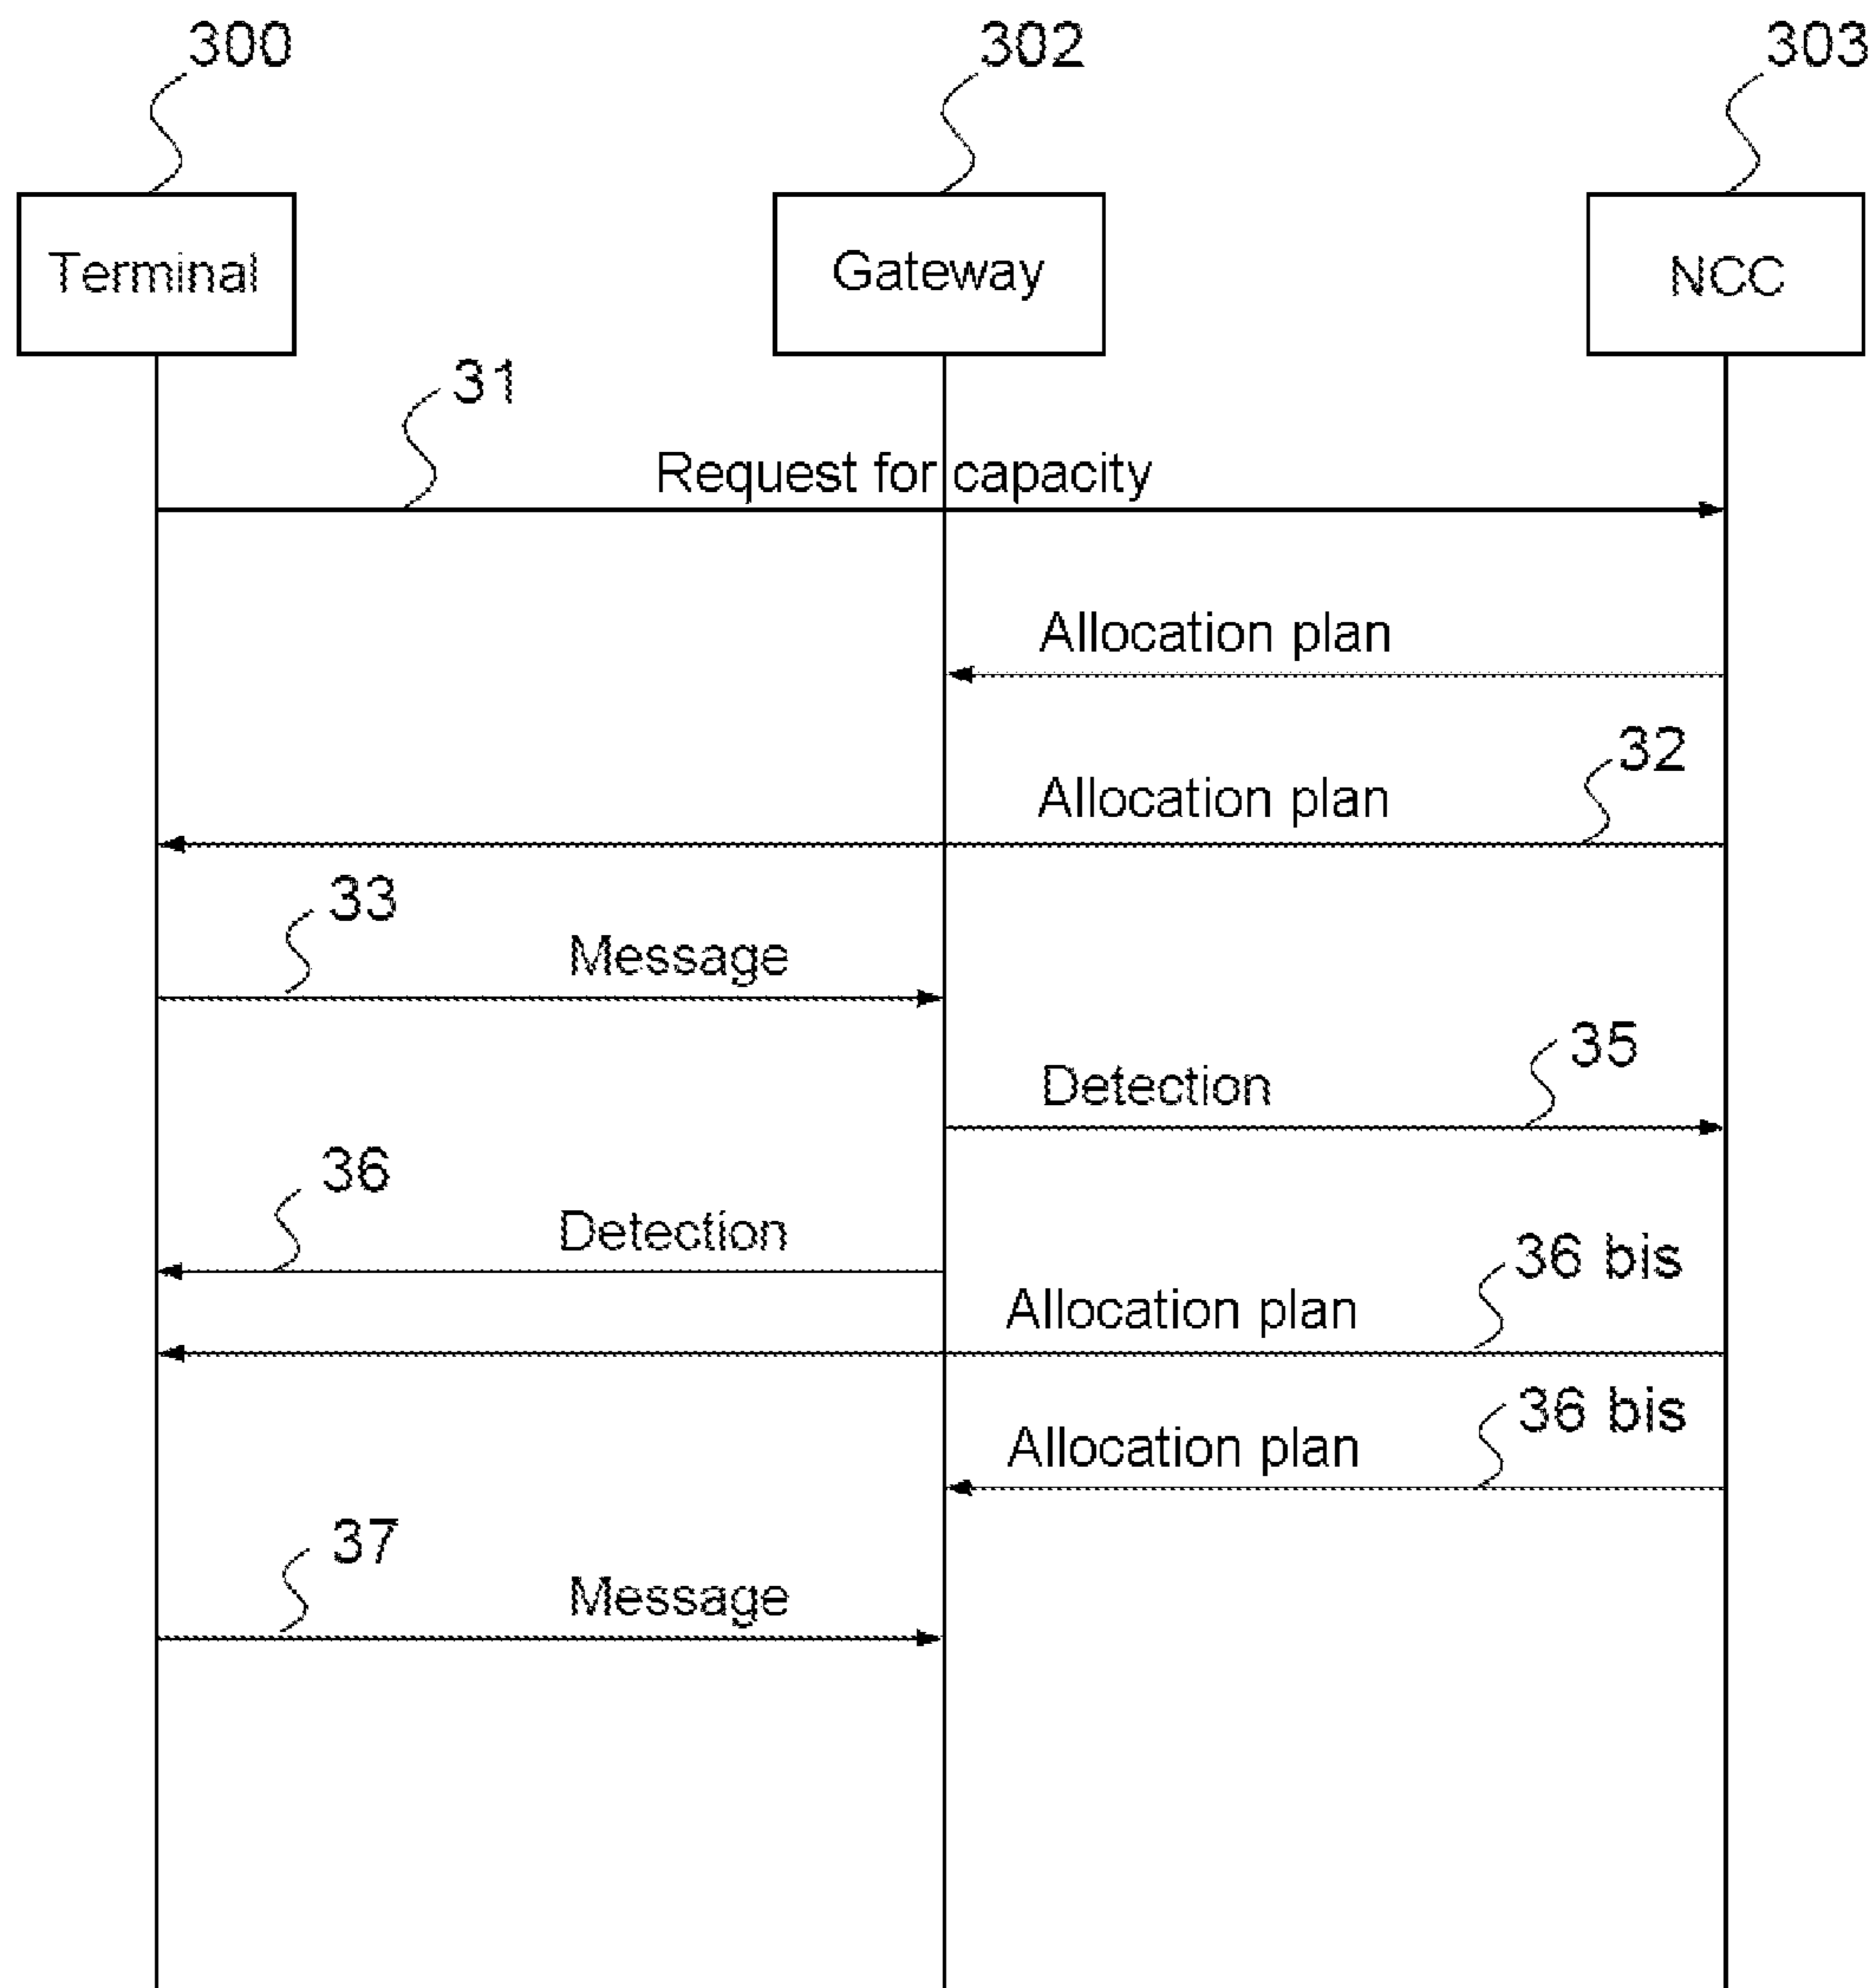 300
302
303
Terminal
Gateway
NCC
31
Request for capacity
Allocation plan
32
Allocation plan
33
Message
35
Detection
36
Detection
36 bis
Allocation plan
36 bis
Allocation plan
37
Message